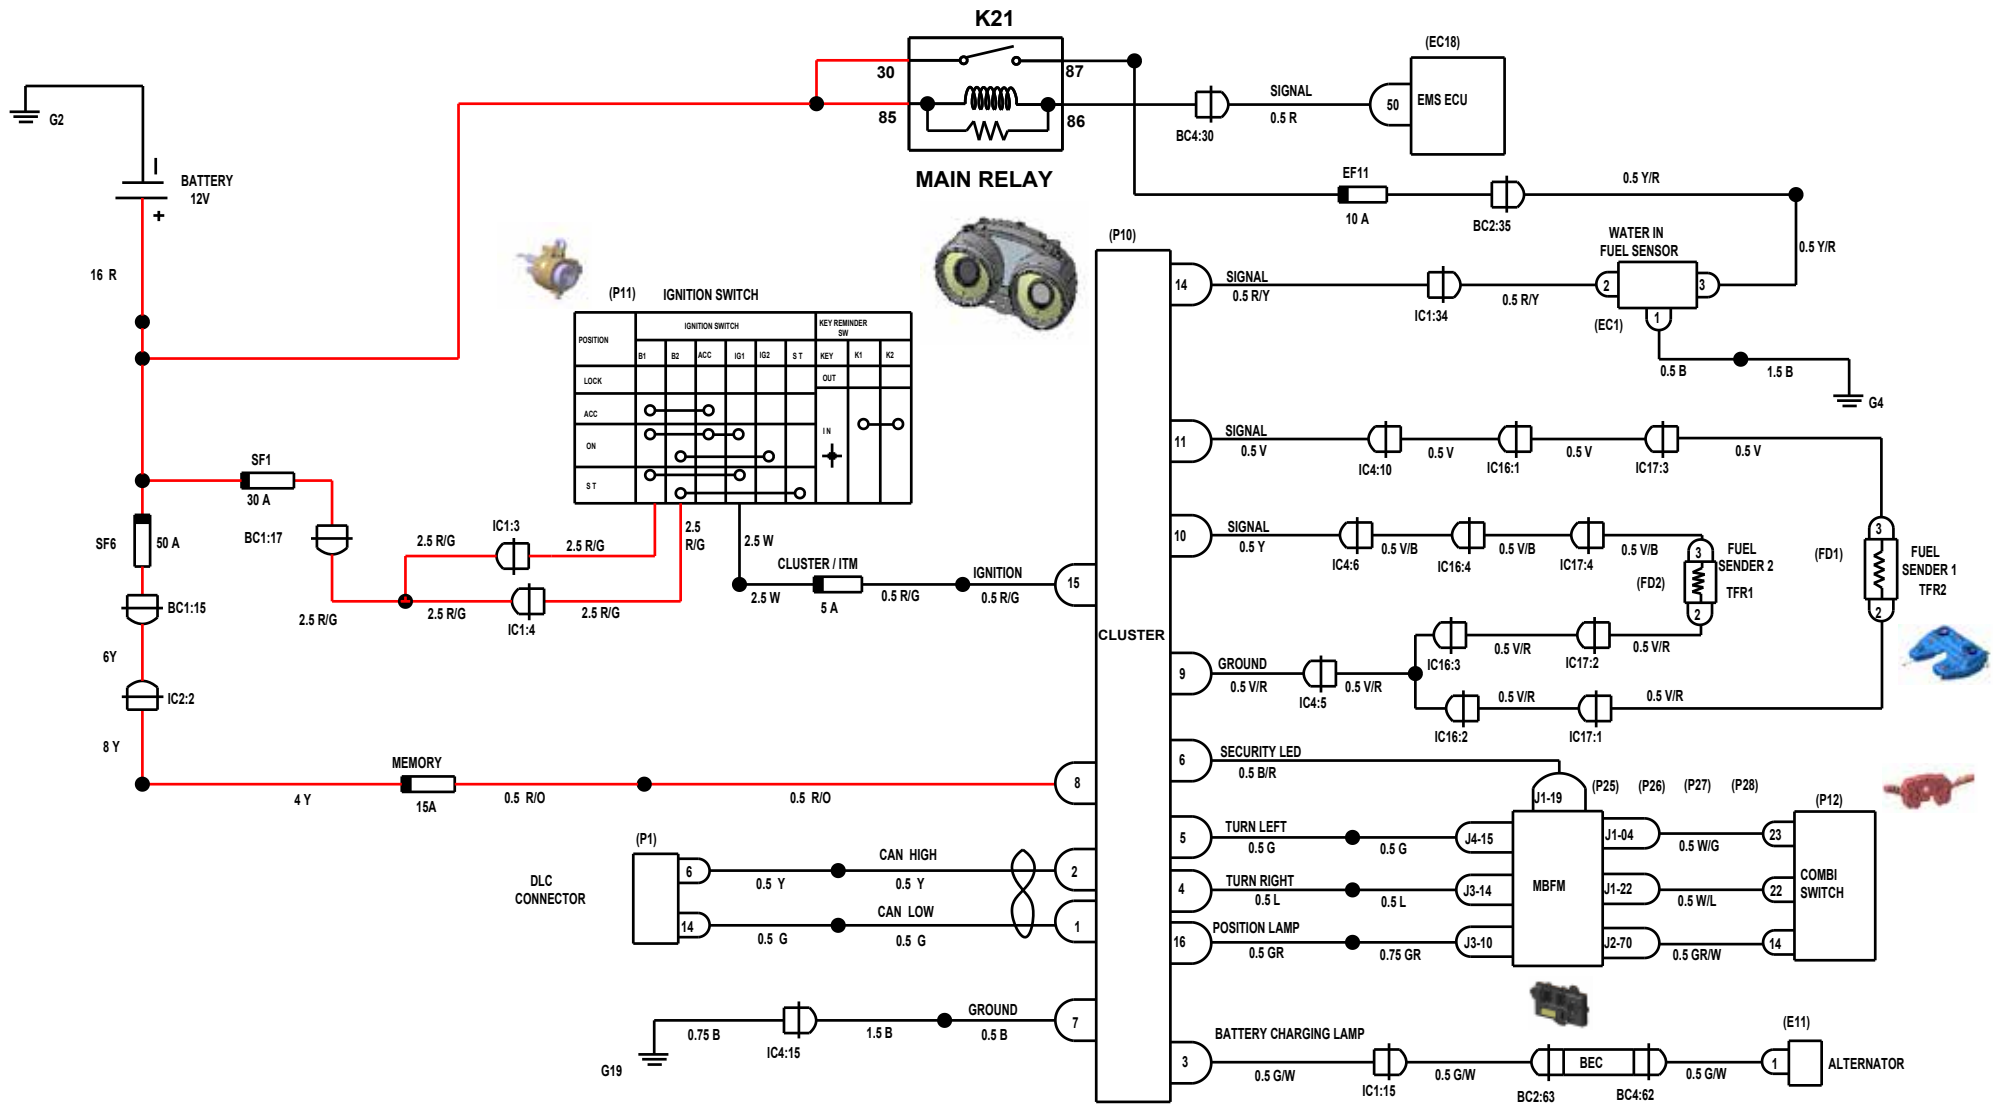 K21
(EC18)
30
87
50
EMS ECU
SIGNAL
0.5 R
85
86
BC4:30
G2
MAIN RELAY
BATTERY
12V
+
EF11
10 A
0.5 Y/R
BC2:35
16 R
(P10)
WATER IN
FUEL SENSOR
0.5 Y/R
14
SIGNAL
0.5 R/Y
0.5 R/Y
2
3
1
IC1:34
(EC1)
(P11)
IGNITION SWITCH
POSITION
IGNITION SWITCH
KEY REMINDER
SW
B1
B2
ACC
IG1
IG2
S T
KEY
K1
K2
LOCK
OUT
ACC
ON
I N
S T
0.5 B
1.5 B
G4
11
SIGNAL
0.5 V
0.5 V
0.5 V
0.5 V
IC4:10
IC16:1
IC17:3
SF1
30 A
SF6
50 A
BC1:17
IC1:3
2.5 R/G
2.5 R/G
2.5
R/G
2.5 W
10
SIGNAL
0.5 Y
0.5 V/B
0.5 V/B
0.5 V/B
IC4:6
IC16:4
IC17:4
3
FUEL
SENDER 2
TFR1
(FD2)
2
(FD1)
3
FUEL
SENDER 1
TFR2
2
CLUSTER / ITM
5 A
2.5 W
0.5 R/G
IGNITION
0.5 R/G
15
BC1:15
2.5 R/G
2.5 R/G
2.5 R/G
IC1:4
CLUSTER
6Y
IC2:2
8 Y
9
GROUND
0.5 V/R
0.5 V/R
IC4:5
IC16:3
0.5 V/R
IC17:2
0.5 V/R
0.5 V/R
0.5 V/R
IC16:2
IC17:1
MEMORY
15A
4 Y
0.5 R/O
0.5 R/O
8
6
SECURITY LED
0.5 B/R
J1-19
(P25)
(P26)
(P27)
(P28)
(P12)
(P1)
DLC
CONNECTOR
6
0.5 Y
CAN HIGH
0.5 Y
2
14
0.5 G
CAN LOW
0.5 G
1
5
TURN LEFT
0.5 G
0.5 G
J4-15
J1-04
0.5 W/G
23
4
TURN RIGHT
0.5 L
0.5 L
J3-14
MBFM
J1-22
0.5 W/L
22
COMBI
SWITCH
16
POSITION LAMP
0.5 GR
0.75 GR
J3-10
J2-70
0.5 GR/W
14
G19
0.75 B
IC4:15
1.5 B
GROUND
0.5 B
7
3
BATTERY CHARGING LAMP
0.5 G/W
IC1:15
0.5 G/W
BEC
BC2:63
BC4:62
0.5 G/W
(E11)
1
ALTERNATOR